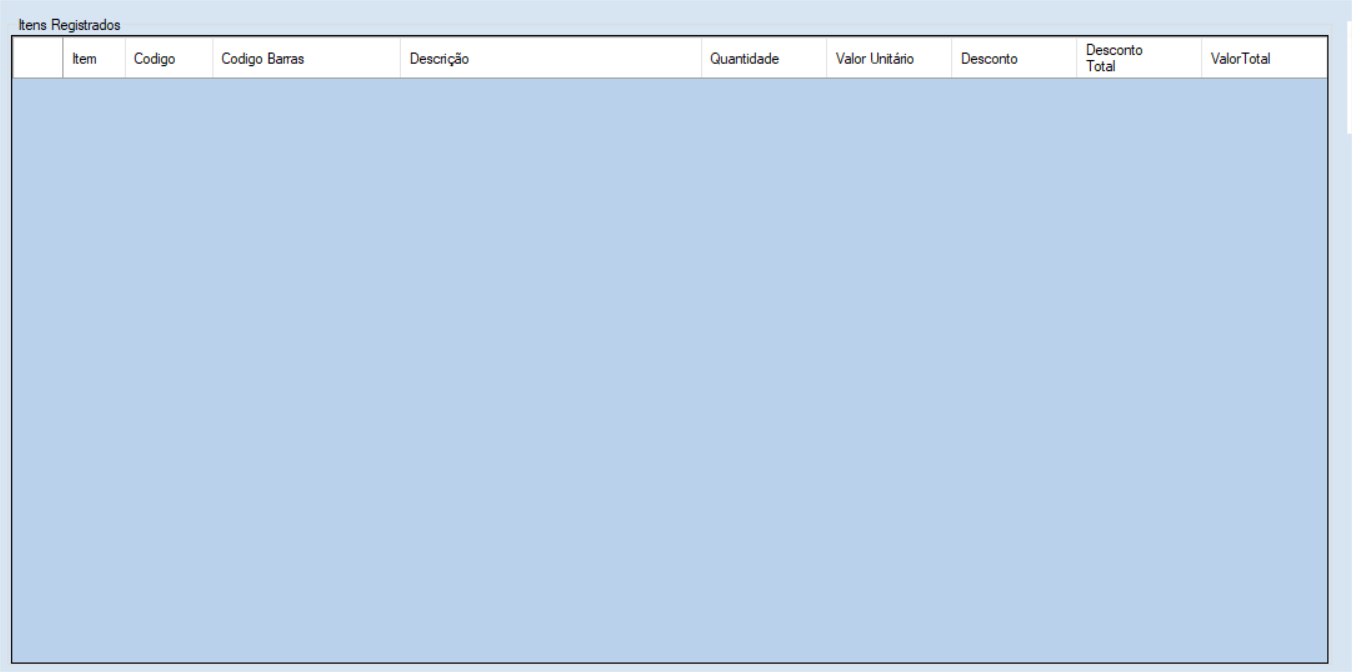 Itens Registrados
Item Codigo Codigo Barras Descrição Quantidade Valor Unitário Desconto Desconto Total ValorTotal